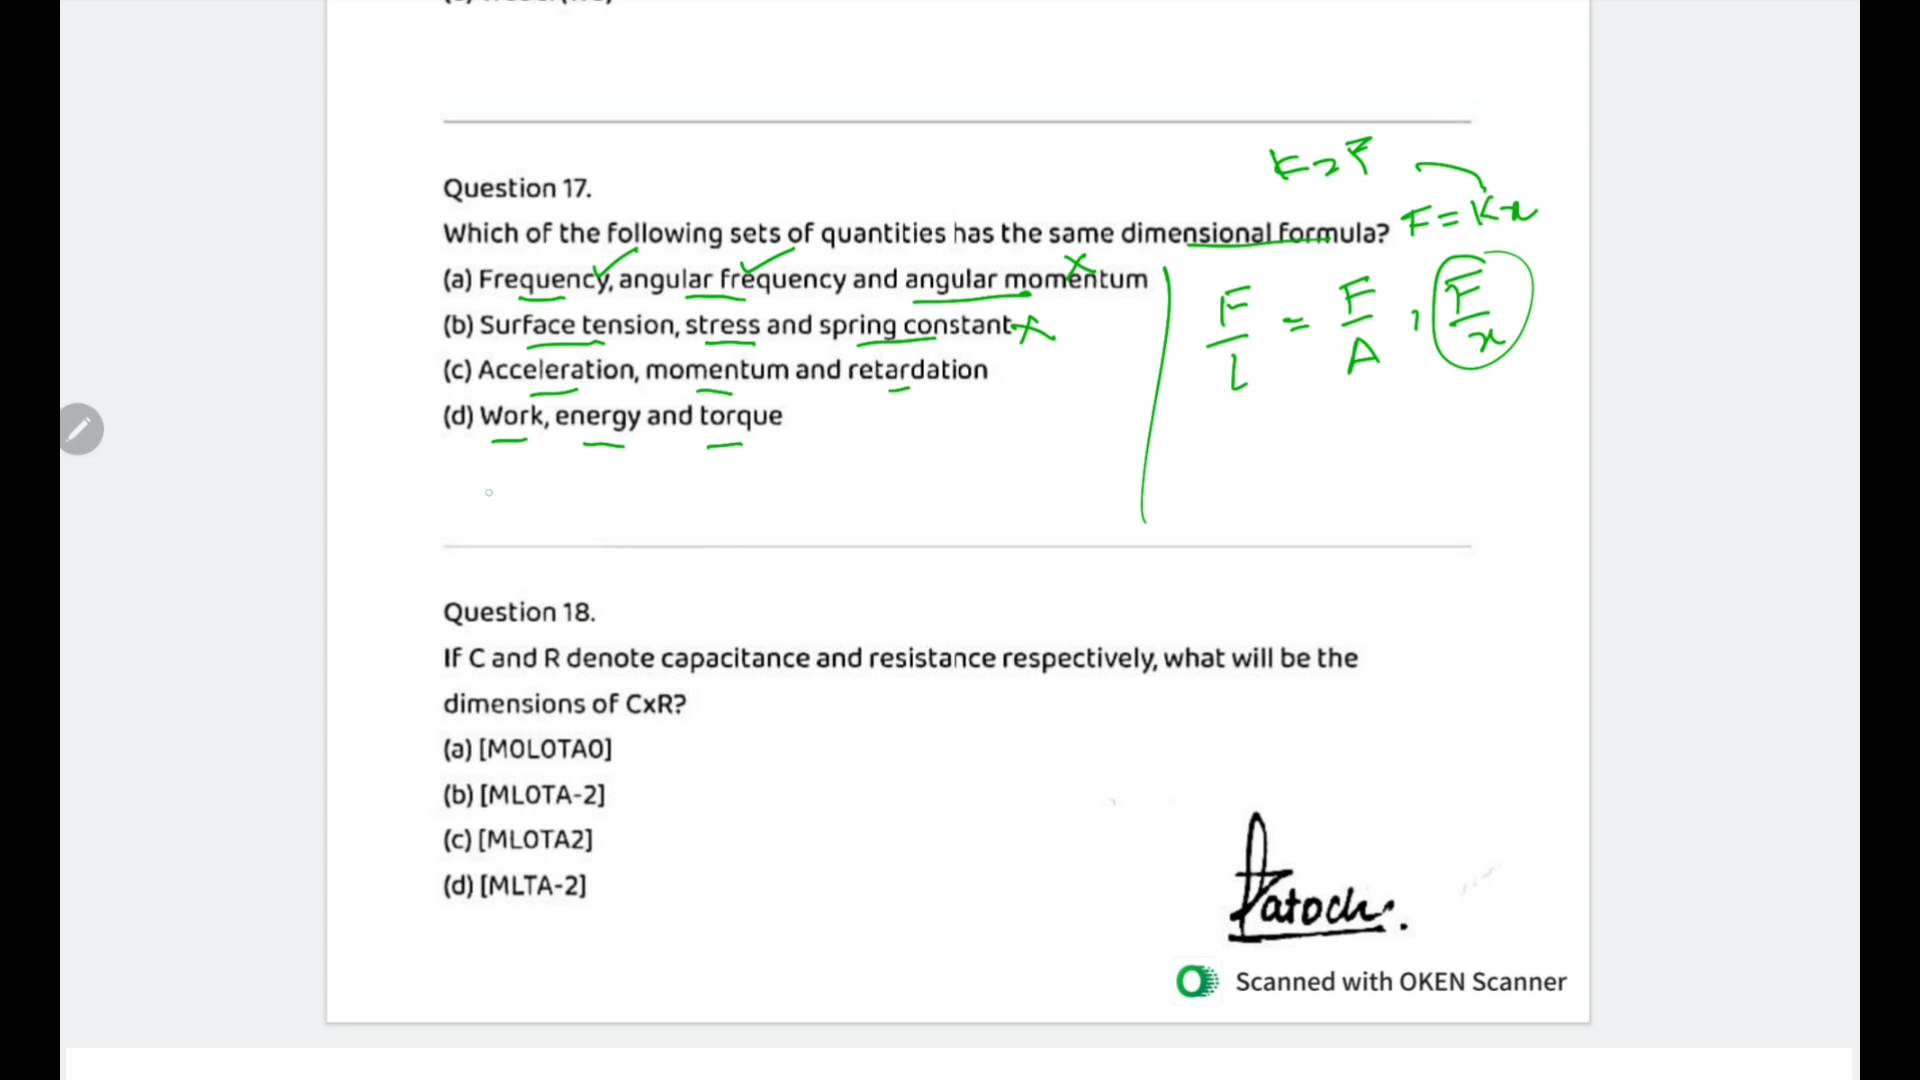 Question 17.
Which of the following sets of quantities has the same dimensional formula?
(a) Frequency, angular frequency and angular momentum
(b) Surface tension, stress and spring constant
(c) Acceleration, momentum and retardation
(d) Work, energy and torque
F = Kx
F/L = F/A , F/x
Question 18.
If C and R denote capacitance and resistance respectively, what will be the
dimensions of CxR?
(a) [M0L0TA0]
(b) [ML0TA-2]
(c) [ML0TA2]
(d) [MLTA-2]
Scanned with OKEN Scanner